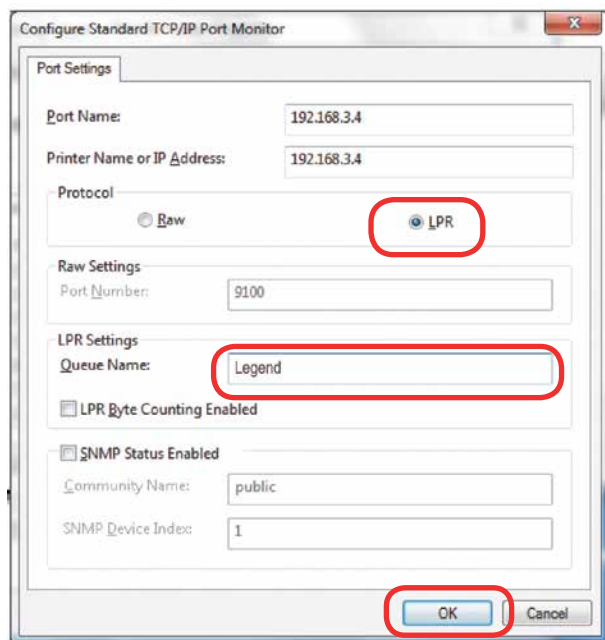 Configure Standard TCP/IP Port Monitor
Port Settings
Port Name: 192.168.3.4
Printer Name or IP Address: 192.168.3.4
Protocol
Raw LPR
Raw Settings
Port Number: 9100
LPR Settings
Queue Name: Legend
LPR Byte Counting Enabled
SNMP Status Enabled
Community Name: public
SNMP Device Index: 1
OK Cancel